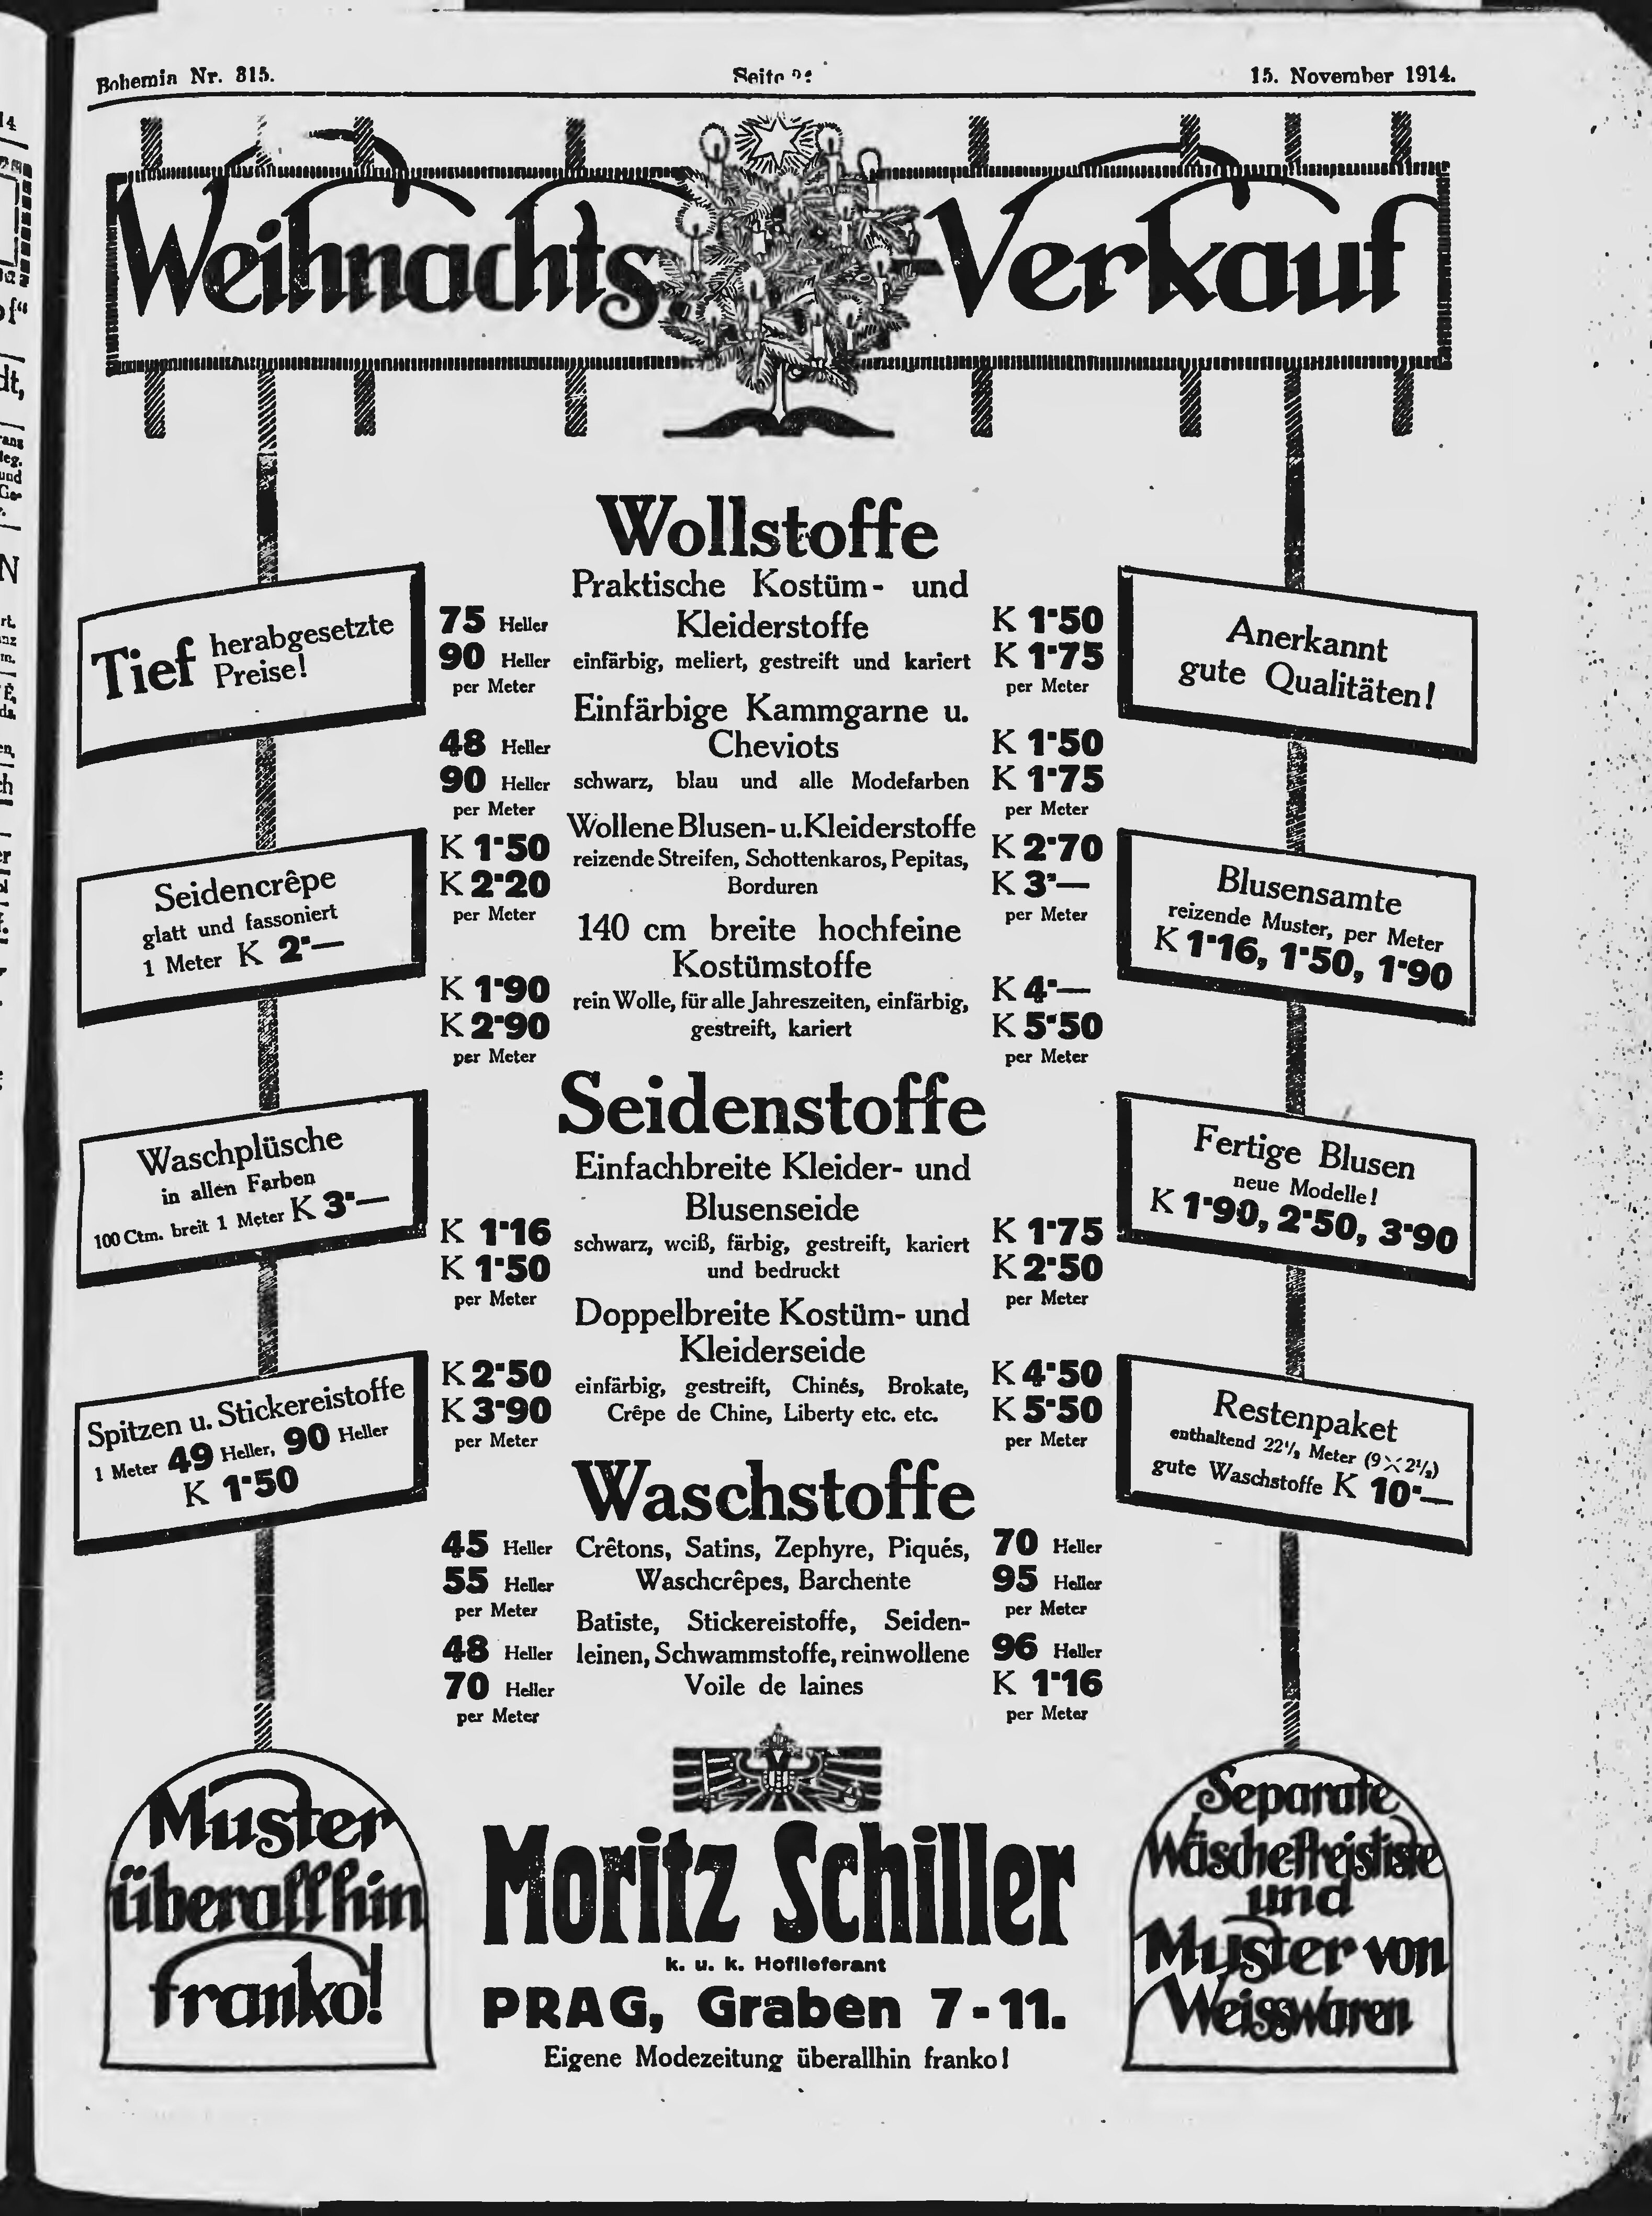 Bohemia Nr. 315.
15. November 1914.
Weihnachts-Verkauf
Tief herabgesetzte
Preise!
Seidencrêpe
glatt und fassoniert
1 Meter K 2·—
Waschplüsche
in allen Farben
100 Ctm. breit 1 Meter K 3·—
Spitzen u. Stickereistoffe
1 Meter 49 Heller, 90 Heller
K 1·50
Wollstoffe
Praktische Kostüm- und
75 Heller Kleiderstoffe K 1·50
90 Heller einfärbig, meliert, gestreift und kariert K 1·75
per Meter per Meter
Einfärbige Kammgarne u.
48 Heller Cheviots K 1·50
90 Heller schwarz, blau und alle Modefarben K 1·75
per Meter per Meter
Wollene Blusen- u. Kleiderstoffe
K 1·50 reizende Streifen, Schottenkaros, Pepitas, K 2·70
K 2·20 Borduren K 3·—
per Meter per Meter
140 cm breite hochfeine
Kostümstoffe
K 1·90 rein Wolle, für alle Jahreszeiten, einfärbig, K 4·—
K 2·90 gestreift, kariert K 5·50
per Meter per Meter
Seidenstoffe
Einfachbreite Kleider- und
Blusenseide
K 1·16 schwarz, weiß, färbig, gestreift, kariert K 1·75
K 1·50 und bedruckt K 2·50
per Meter per Meter
Doppelbreite Kostüm- und
Kleiderseide
K 2·50 einfärbig, gestreift, Chinés, Brokate, K 4·50
K 3·90 Crêpe de Chine, Liberty etc. etc. K 5·50
per Meter per Meter
Waschstoffe
45 Heller Crêtons, Satins, Zephyre, Piqués, 70 Heller
55 Heller Waschcrêpes, Barchente 95 Heller
per Meter per Meter
Batiste, Stickereistoffe, Seiden-
48 Heller leinen, Schwammstoffe, reinwollene 96 Heller
70 Heller Voile de laines K 1·16
per Meter per Meter
Anerkannt
gute Qualitäten!
Blusensamte
reizende Muster, per Meter
K 1·16, 1·50, 1·90
Fertige Blusen
neue Modelle!
K 1·90, 2·50, 3·90
Restenpaket
enthaltend 22½ Meter (9 × 2½)
gute Waschstoffe K 10·—
Muster
überallhin
franko!
Moritz Schiller
k. u. k. Hoflieferant
PRAG, Graben 7-11.
Eigene Modezeitung überallhin franko!
Separate
Wäschepreisliste
und
Muster von
Weisswaren